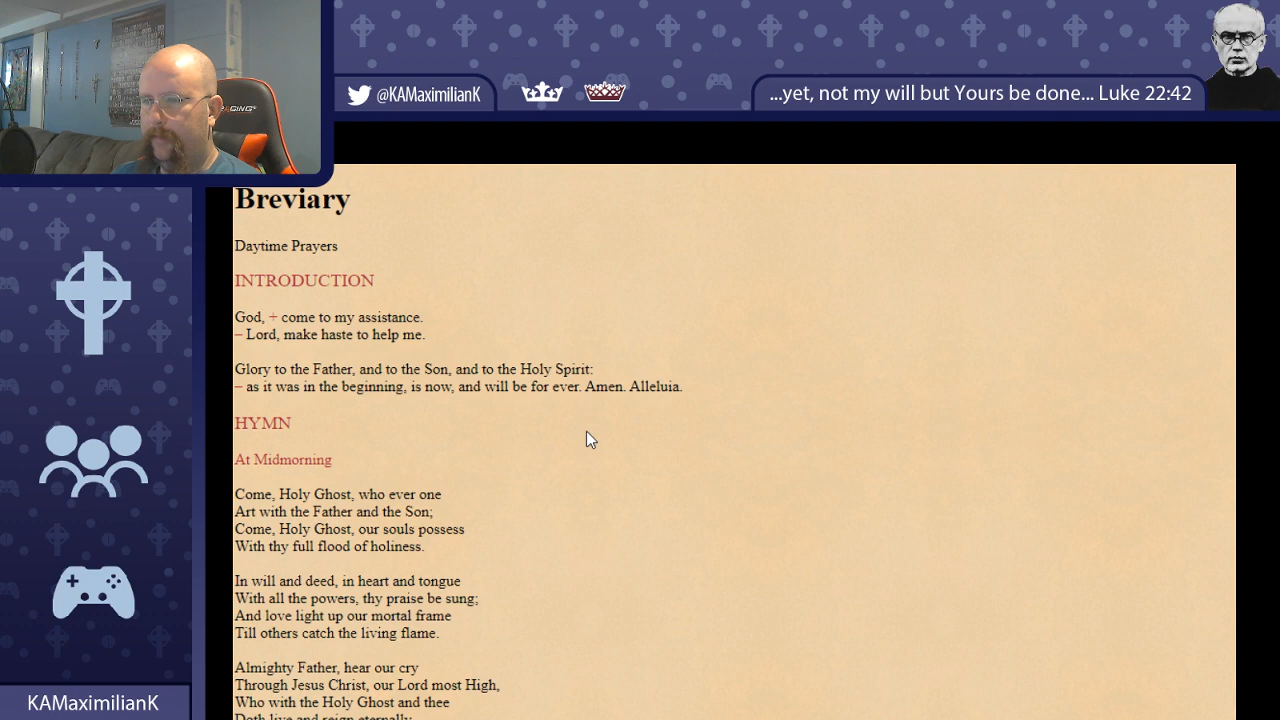 @KAMaximilianK
...yet, not my will but Yours be done... Luke 22:42
Breviary
Daytime Prayers
INTRODUCTION
God, + come to my assistance.
– Lord, make haste to help me.
Glory to the Father, and to the Son, and to the Holy Spirit:
– as it was in the beginning, is now, and will be for ever. Amen. Alleluia.
HYMN
At Midmorning
Come, Holy Ghost, who ever one
Art with the Father and the Son;
Come, Holy Ghost, our souls possess
With thy full flood of holiness.
In will and deed, in heart and tongue
With all the powers, thy praise be sung;
And love light up our mortal frame
Till others catch the living flame.
Almighty Father, hear our cry
Through Jesus Christ, our Lord most High,
Who with the Holy Ghost and thee
Doth live and reign eternally
KAMaximilianK